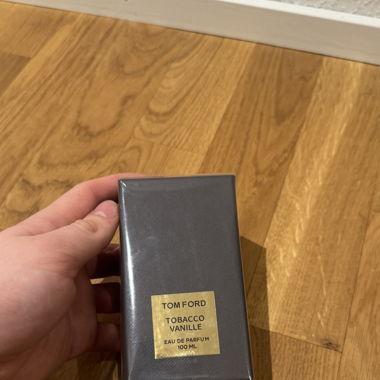 TOM FORD
TOBACCO
VANILLE
EAU DE PARFUM
100 ML